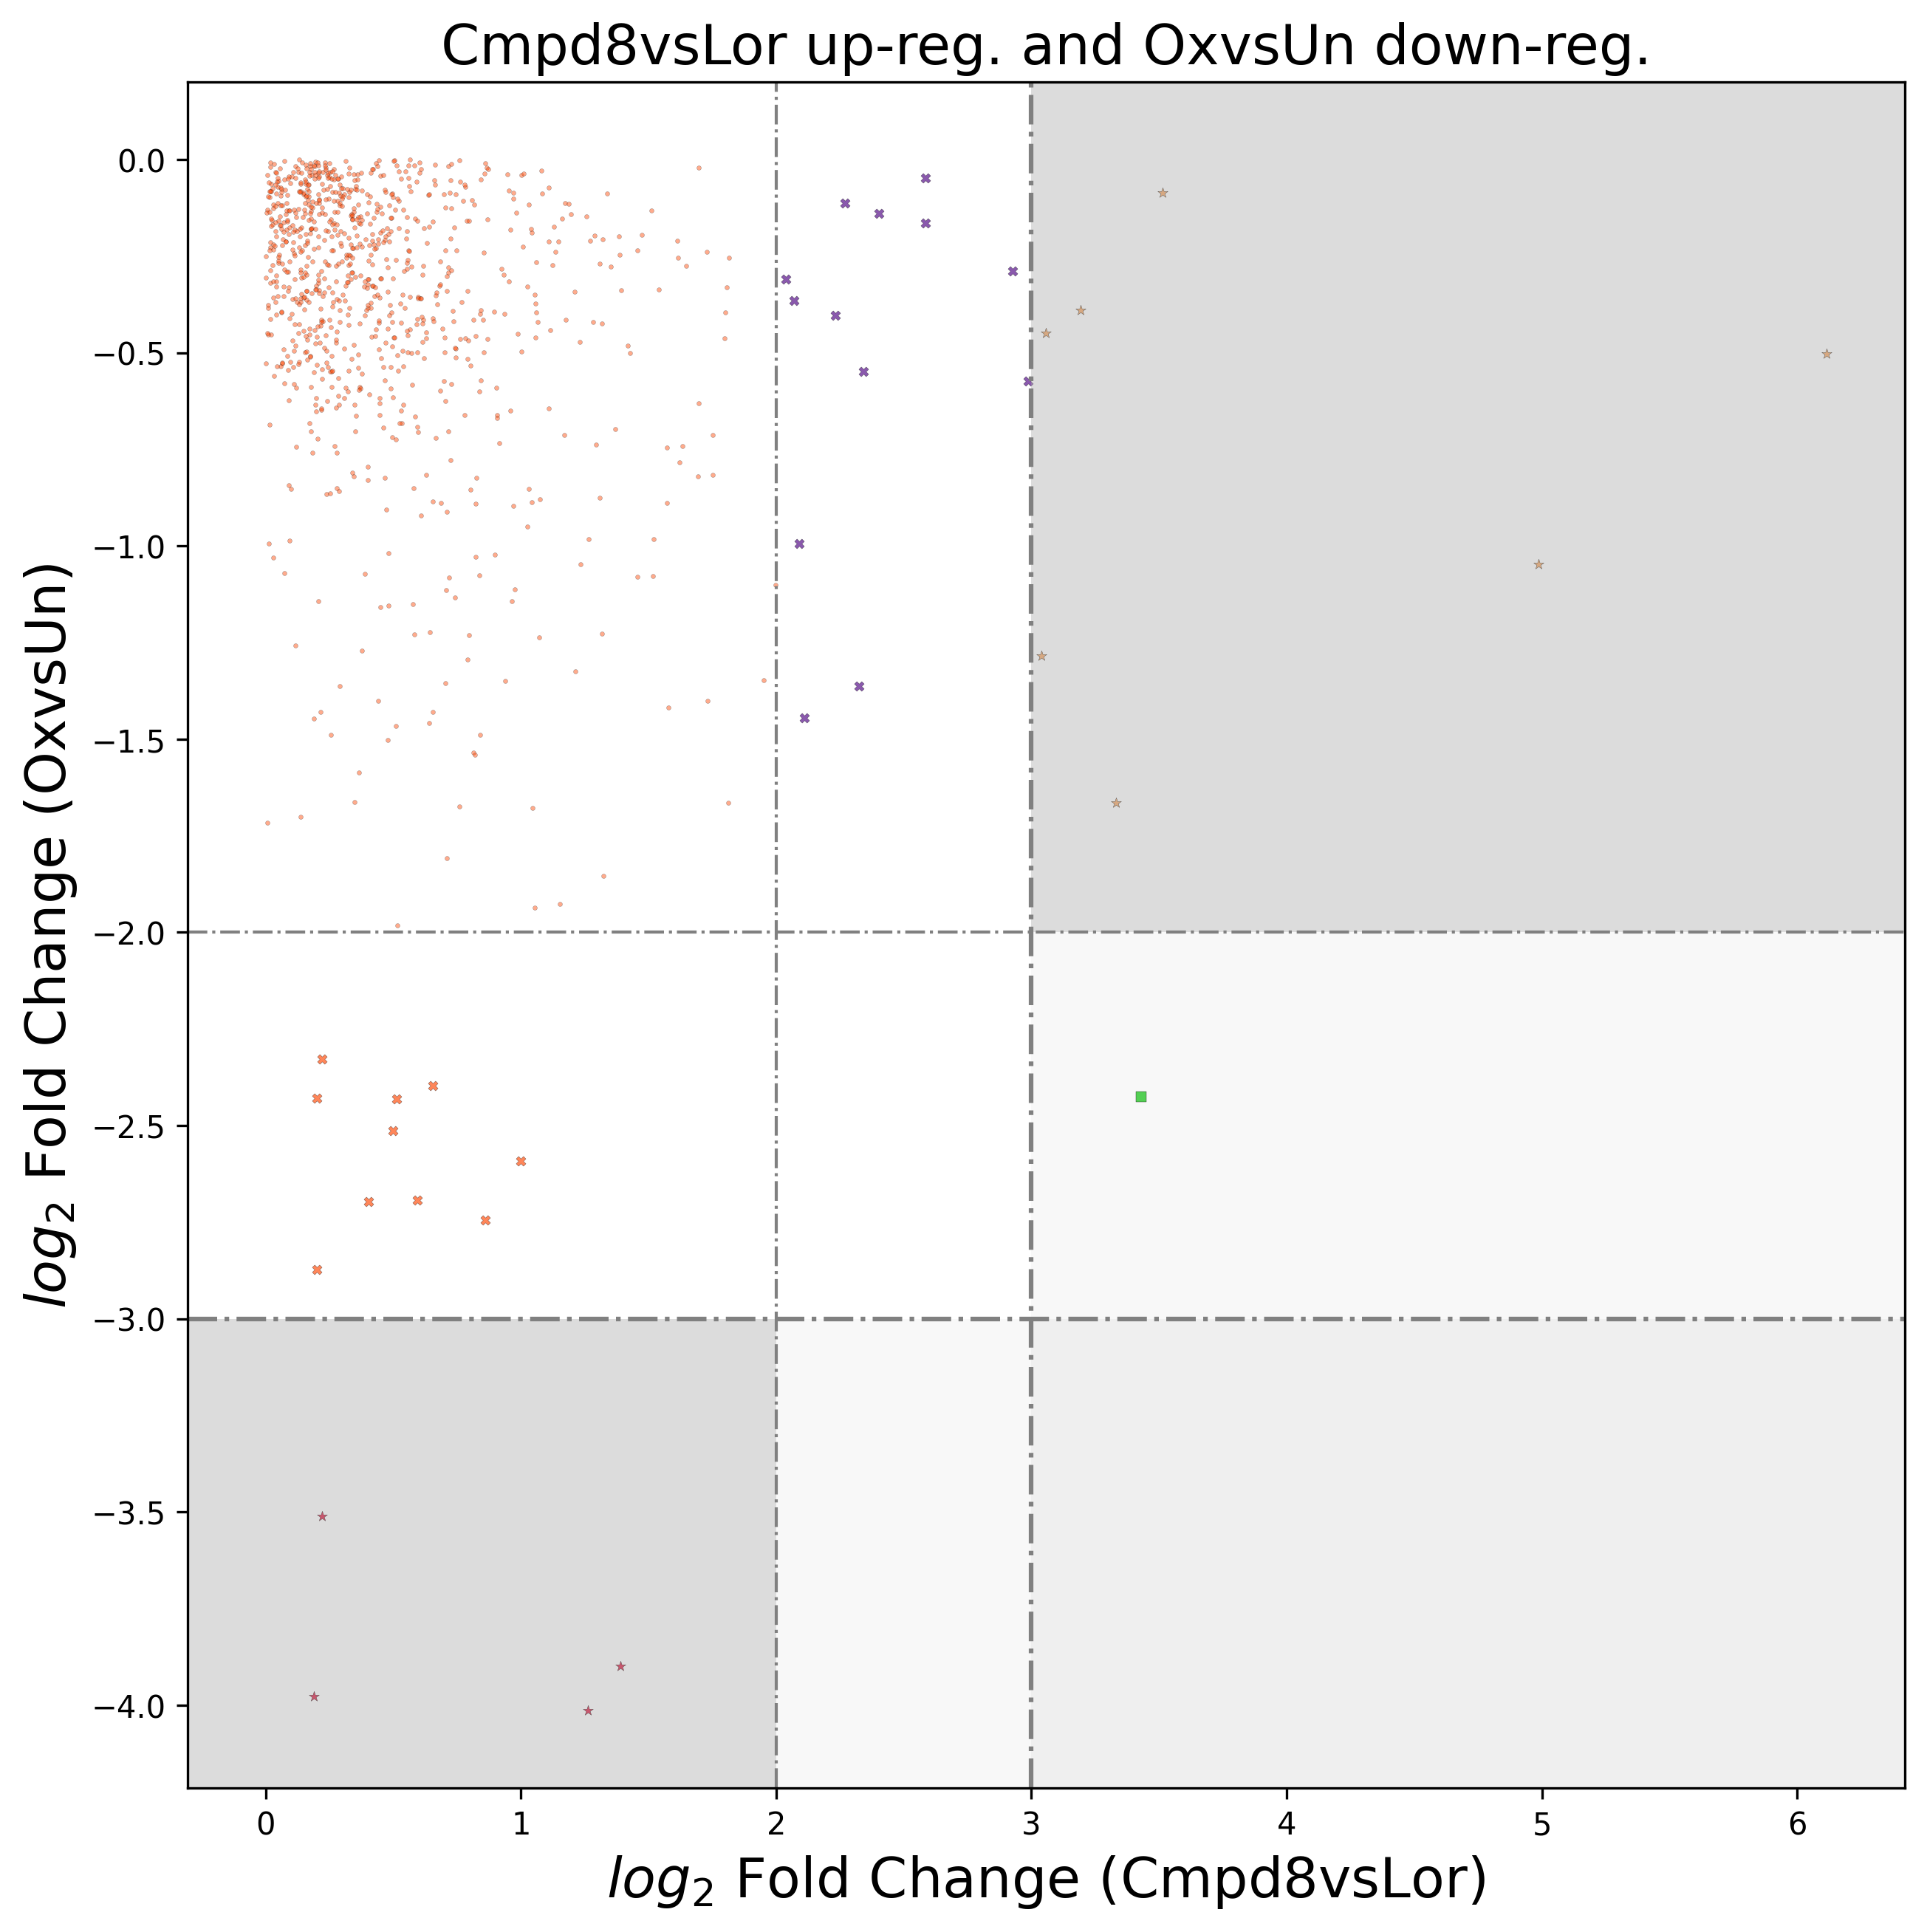 Cmpd8vsLor up-reg. and OxvsUn down-reg.
log2 Fold Change (OxvsUn)
0.0
−0.5
−1.0
−1.5
−2.0
−2.5
−3.0
−3.5
−4.0
0 1 2 3 4 5 6
log2 Fold Change (Cmpd8vsLor)